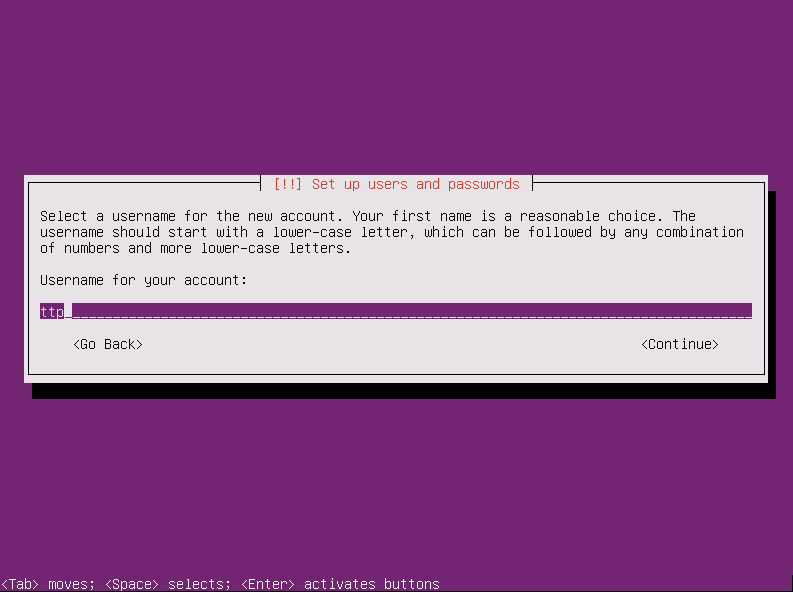 [!!] Set up users and passwords
Select a username for the new account. Your first name is a reasonable choice. The
username should start with a lower-case letter, which can be followed by any combination
of numbers and more lower-case letters.
Username for your account:
ttp
<Go Back> <Continue>
<Tab> moves; <Space> selects; <Enter> activates buttons